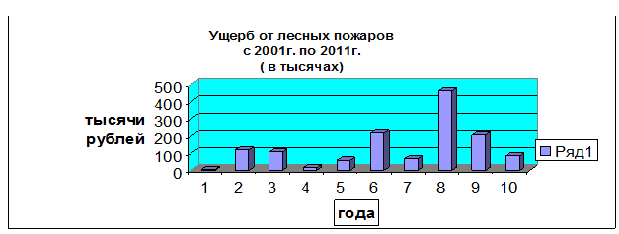 Ущерб от лесных пожаров
с 2001г. по 2011г.
( в тысячах)
тысячи
рублей
500
400
300
200
100
0
1 2 3 4 5 6 7 8 9 10
года
Ряд1